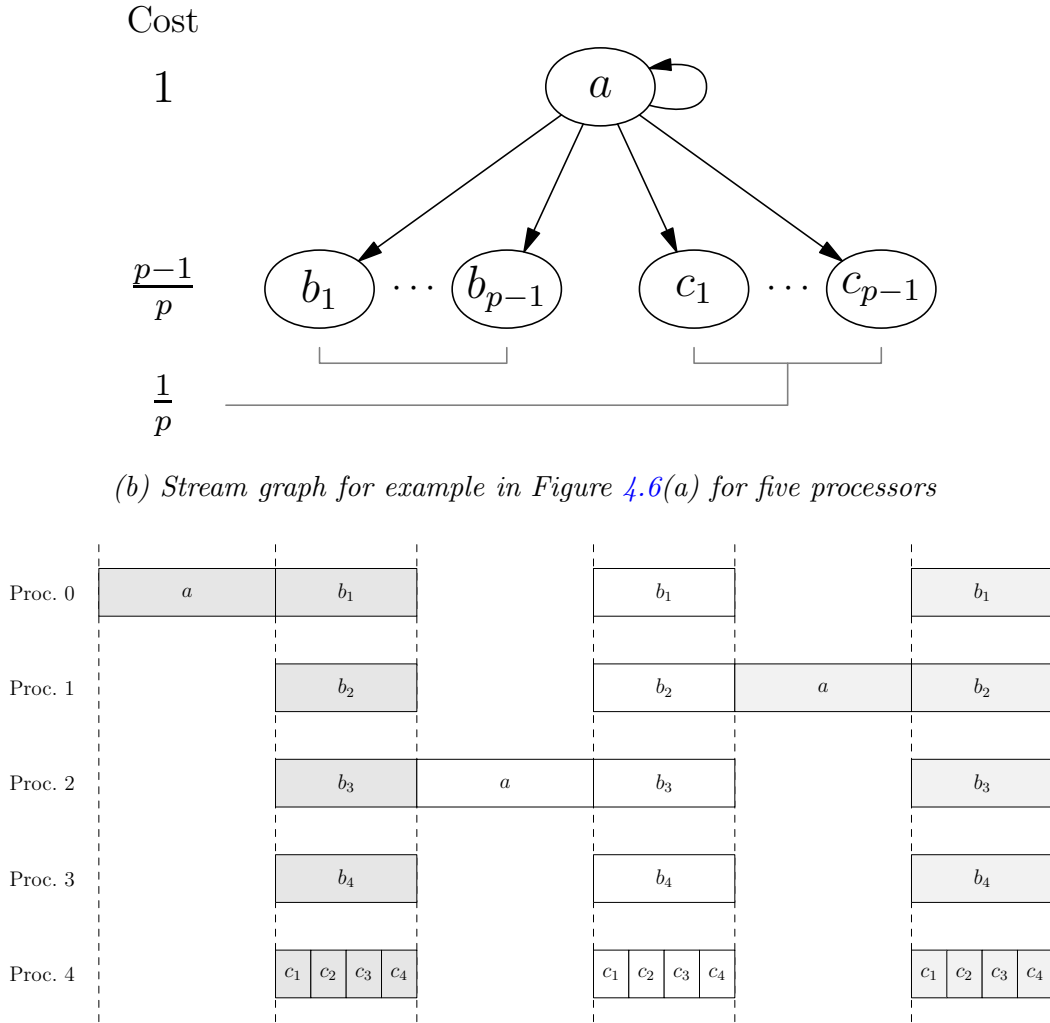 Cost
1 a
p−1/p b₁ ⋯ b_{p−1} c₁ ⋯ c_{p−1}
1/p
(b) Stream graph for example in Figure 4.6(a) for five processors
Proc. 0 a b₁ b₁ b₁
Proc. 1 b₂ b₂ a b₂
Proc. 2 b₃ a b₃ b₃
Proc. 3 b₄ b₄ b₄
Proc. 4 c₁ c₂ c₃ c₄ c₁ c₂ c₃ c₄ c₁ c₂ c₃ c₄